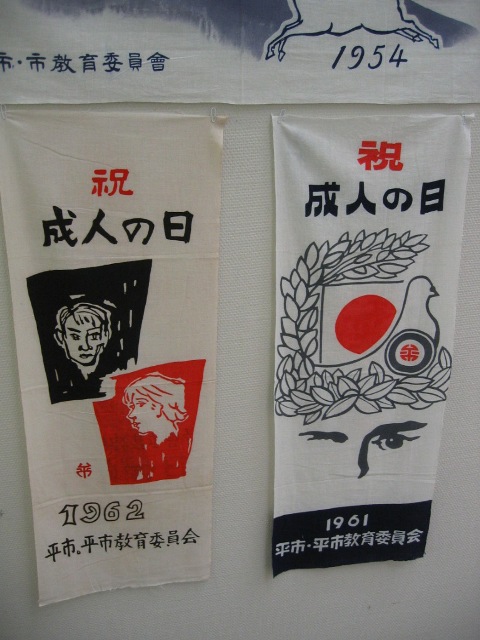 市・市教育委員會
1954
祝
成人の日
1962
平市。平市教育委員会
祝
成人の日
1961
平市・平市教育委員会